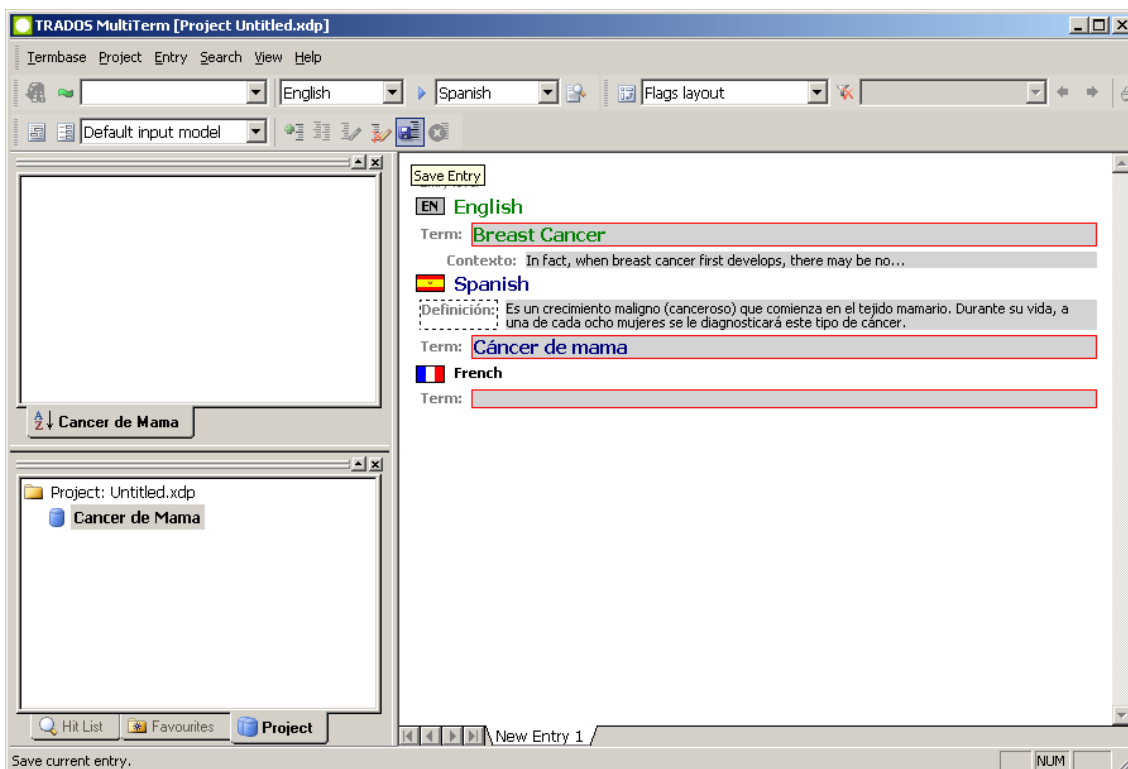 TRADOS MultiTerm [Project Untitled.xdp]
Termbase Project Entry Search View Help
English Spanish Flags layout
Default input model
Save Entry
EN English
Term: Breast Cancer
Contexto: In fact, when breast cancer first develops, there may be no...
Spanish
Definición: Es un crecimiento maligno (canceroso) que comienza en el tejido mamario. Durante su vida, a
una de cada ocho mujeres se le diagnosticará este tipo de cáncer.
Term: Cáncer de mama
French
Term:
AZ Cancer de Mama
Project: Untitled.xdp
Cancer de Mama
Hit List Favourites Project
New Entry 1
Save current entry.
NUM